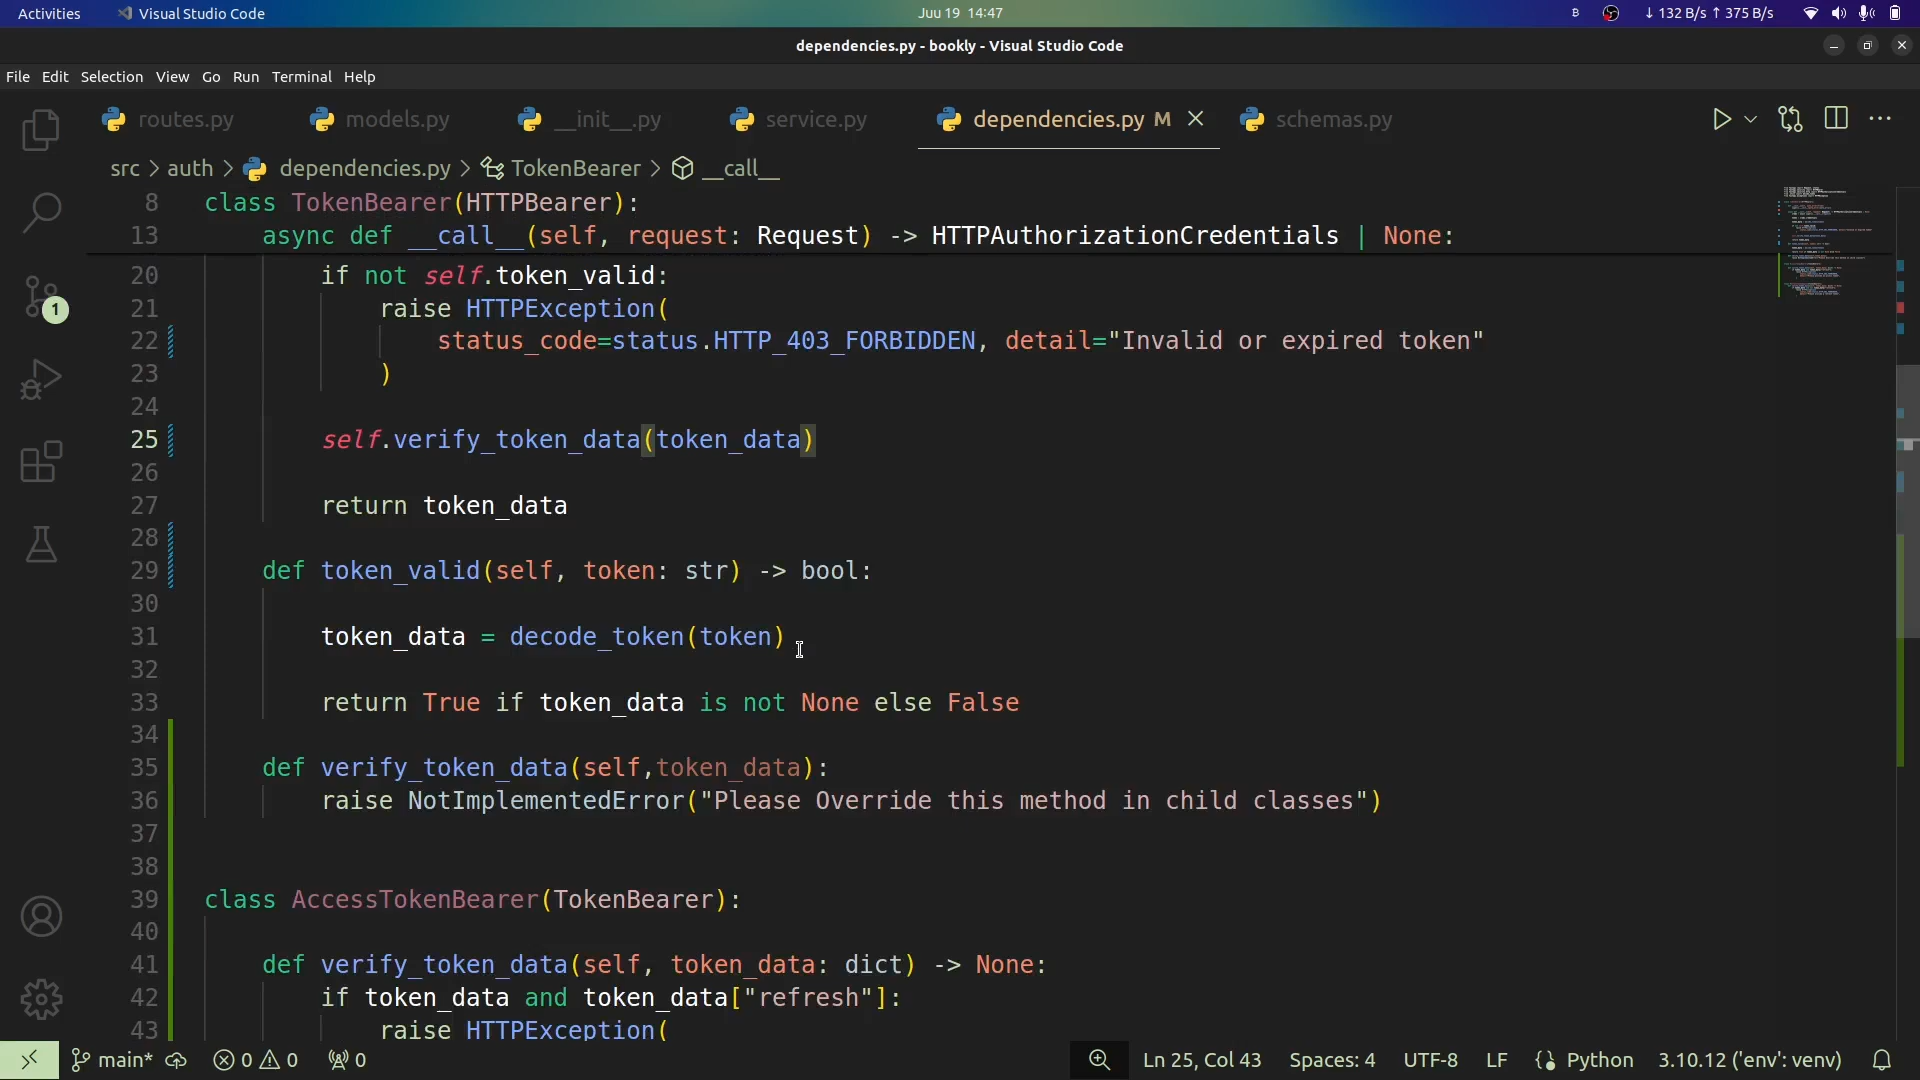 Activities
Visual Studio Code
Juu 19 14:47
↓ 132 B/s ↑ 375 B/s
dependencies.py - bookly - Visual Studio Code
File Edit Selection View Go Run Terminal Help
routes.py
models.py
__init__.py
service.py
dependencies.py M
schemas.py
src > auth > dependencies.py > TokenBearer > __call__
8 class TokenBearer(HTTPBearer):
13 async def __call__(self, request: Request) -> HTTPAuthorizationCredentials | None:
20 if not self.token_valid:
21 raise HTTPException(
22 status_code=status.HTTP_403_FORBIDDEN, detail="Invalid or expired token"
23 )
24
25 self.verify_token_data(token_data)
26
27 return token_data
28
29 def token_valid(self, token: str) -> bool:
30
31 token_data = decode_token(token)
32
33 return True if token_data is not None else False
34
35 def verify_token_data(self,token_data):
36 raise NotImplementedError("Please Override this method in child classes")
37
38
39 class AccessTokenBearer(TokenBearer):
40
41 def verify_token_data(self, token_data: dict) -> None:
42 if token_data and token_data["refresh"]:
43 raise HTTPException(
1
main* 0 0 0 Ln 25, Col 43 Spaces: 4 UTF-8 LF Python 3.10.12 ('env': venv)